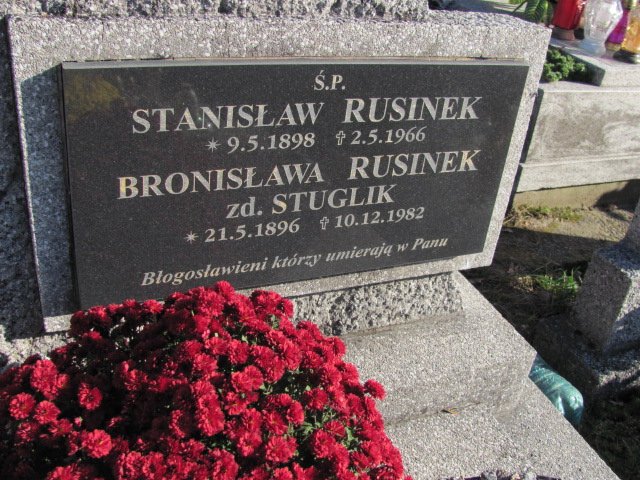 Ś.P.
STANISŁAW RUSINEK
* 9.5.1898 ✝ 2.5.1966
BRONISŁAWA RUSINEK
zd. STUGLIK
* 21.5.1896 ✝ 10.12.1982
Błogosławieni którzy umierają w Panu